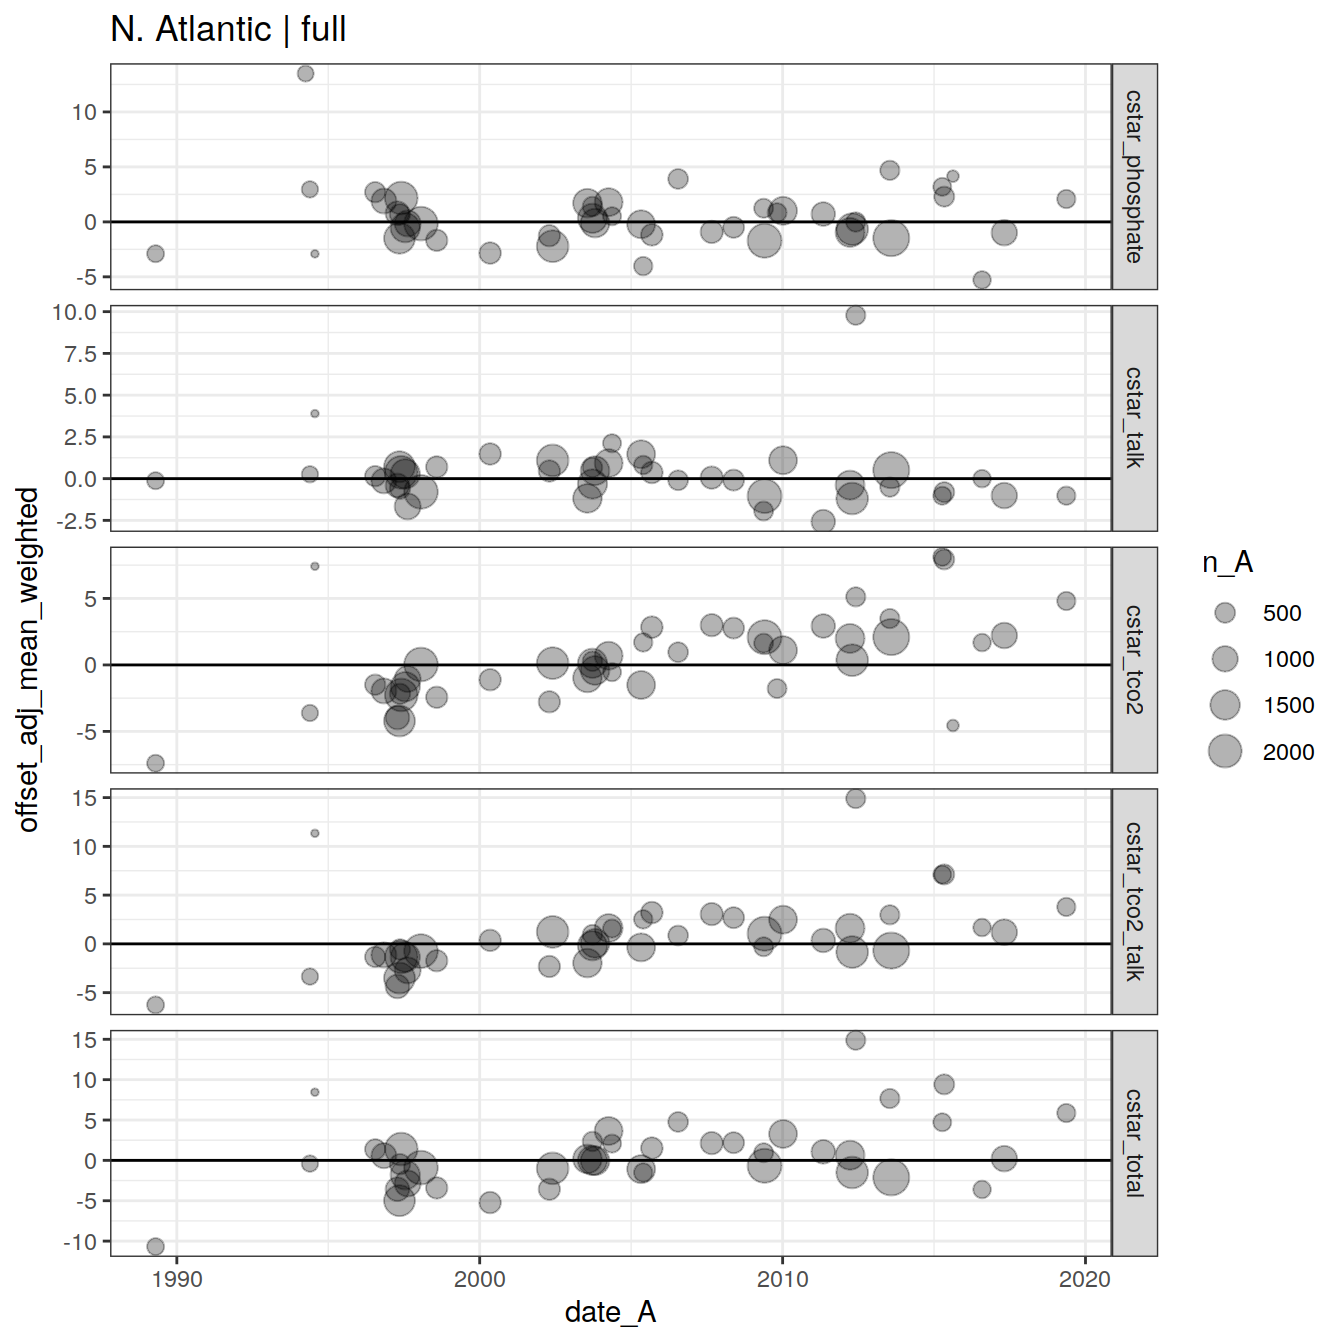 N. Atlantic | full
offset_adj_mean_weighted
10
5
0
-5
cstar_phosphate
10.0
7.5
5.0
2.5
0.0
-2.5
cstar_talk
5
0
-5
cstar_tco2
15
10
5
0
-5
cstar_tco2_talk
15
10
5
0
-5
-10
cstar_total
1990 2000 2010 2020
date_A
n_A
500
1000
1500
2000